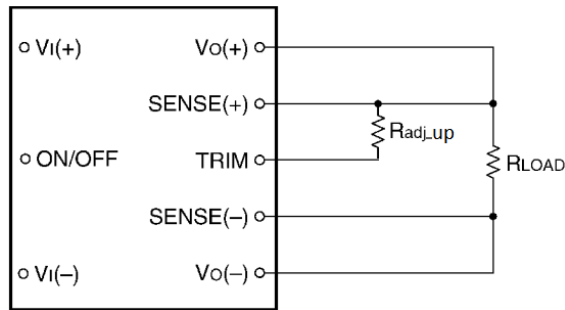 VI(+) VO(+)
SENSE(+)
Radj_up
ON/OFF TRIM RLOAD
SENSE(–)
VI(–) VO(–)